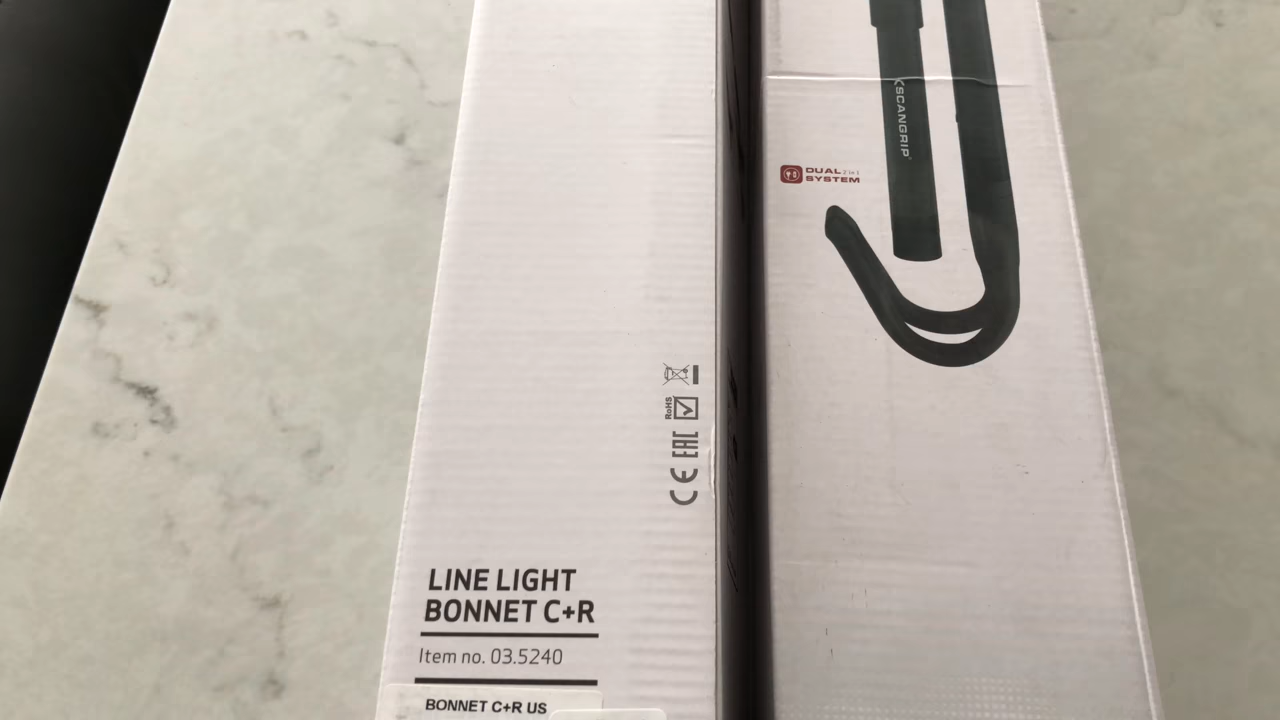 SCANGRIP
DUAL 2 in 1
SYSTEM
RoHS
CE EAC
LINE LIGHT
BONNET C+R
Item no. 03.5240
BONNET C+R US